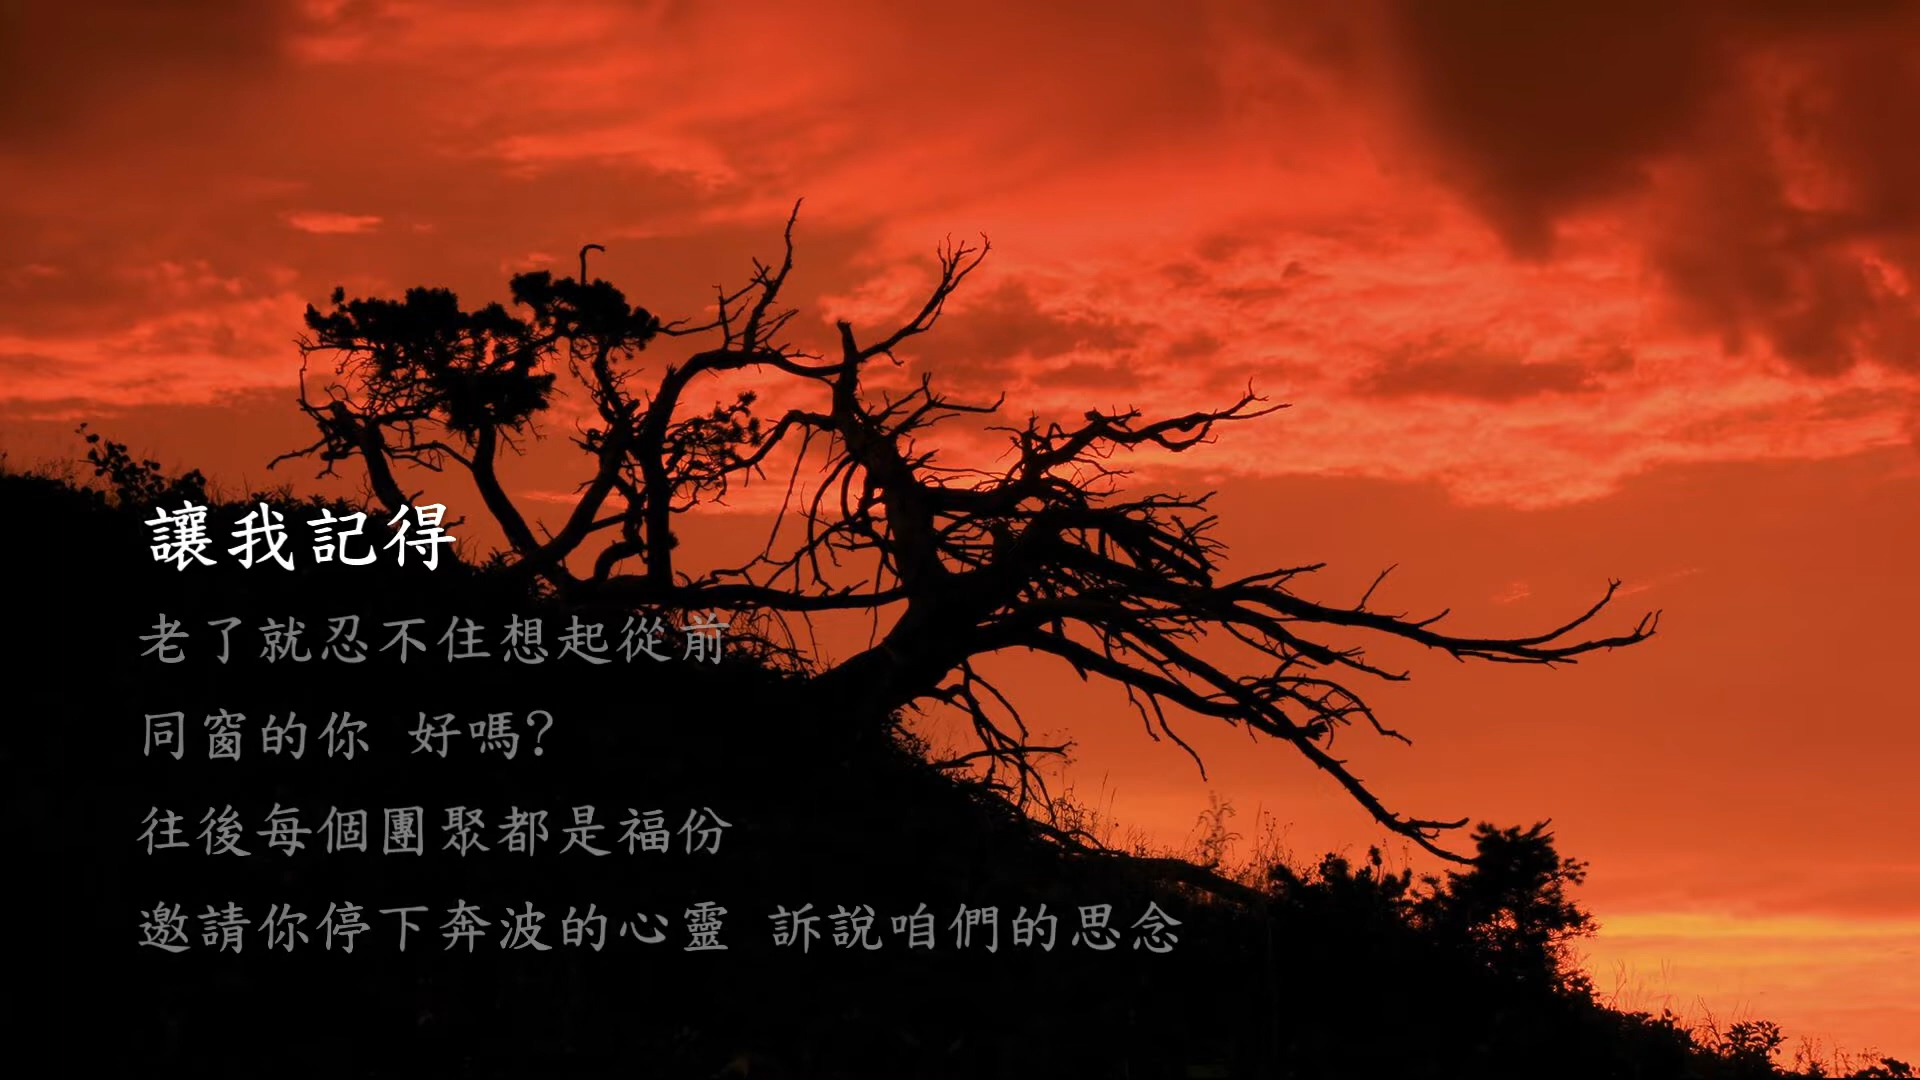 讓我記得
老了就忍不住想起從前
同窗的你 好嗎?
往後每個團聚都是福份
邀請你停下奔波的心靈 訴說咱們的思念